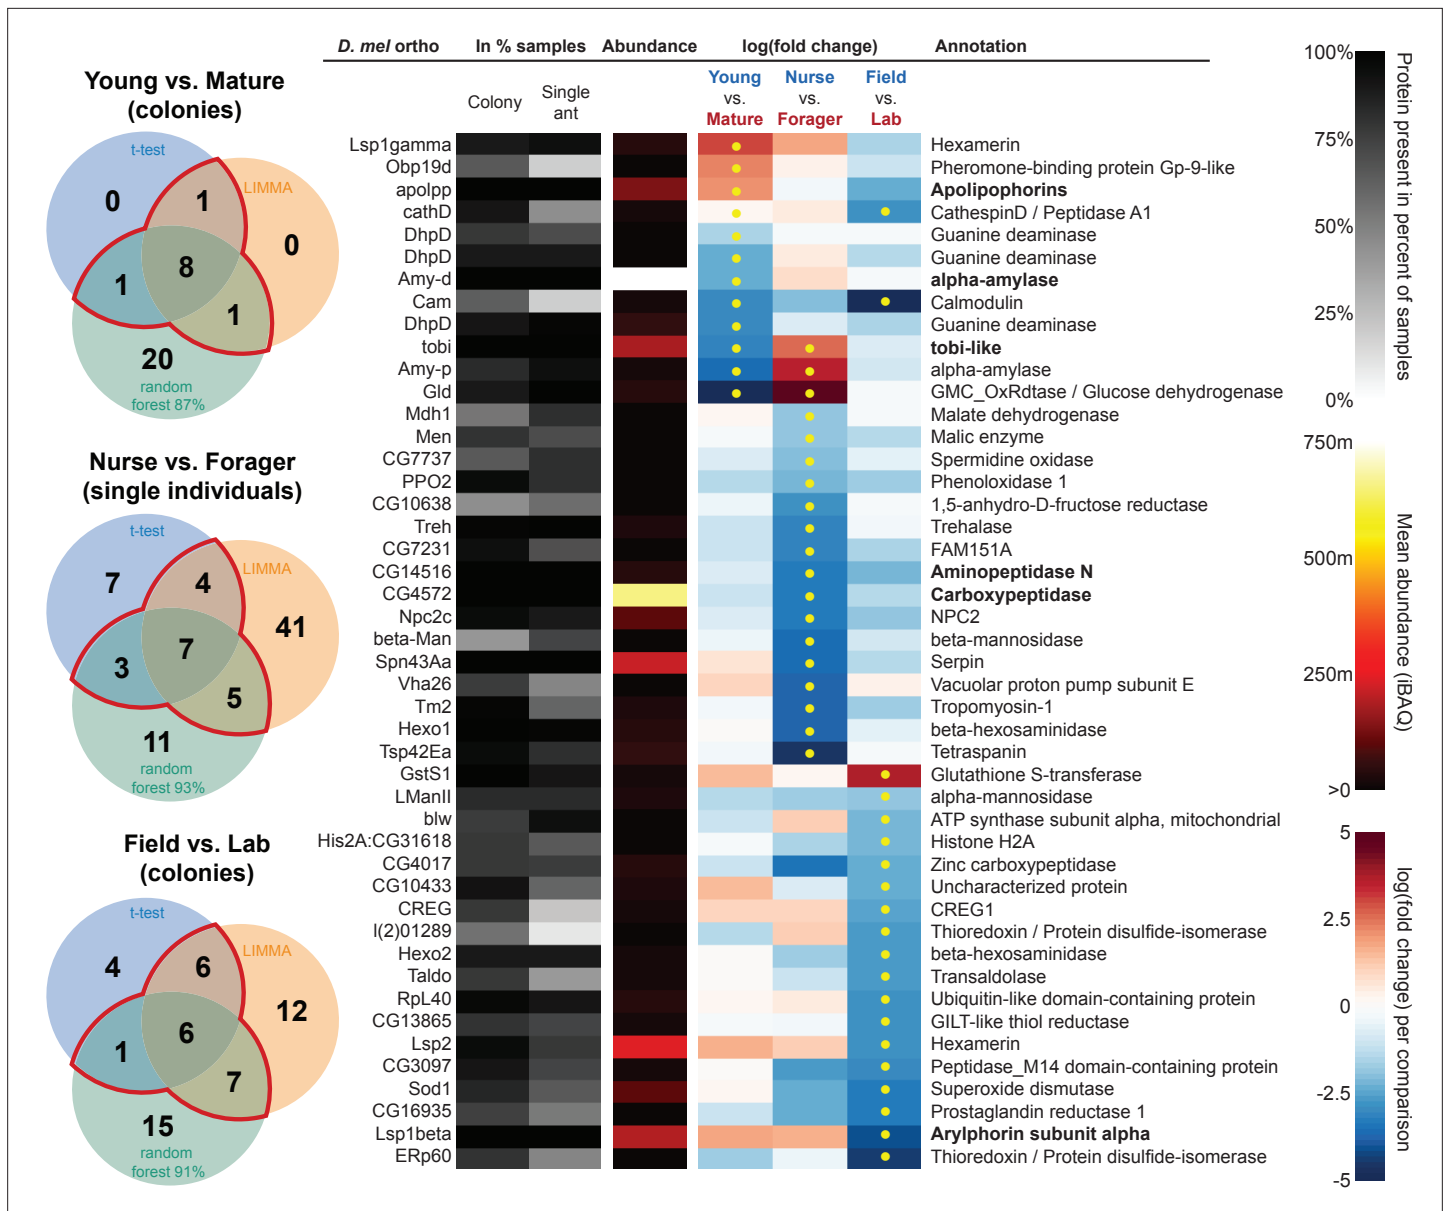 Young vs. Mature
(colonies)
t-test
LIMMA
0
1
0
8
1
1
20
random
forest 87%
Nurse vs. Forager
(single individuals)
t-test
LIMMA
7
4
41
7
3
5
11
random
forest 93%
Field vs. Lab
(colonies)
t-test
LIMMA
4
6
12
6
1
7
15
random
forest 91%
D. mel ortho In % samples Abundance log(fold change) Annotation
Colony Single ant Young vs. Mature Nurse vs. Forager Field vs. Lab
Lsp1gamma Hexamerin
Obp19d Pheromone-binding protein Gp-9-like
apolpp Apolipophorins
cathD CathespinD / Peptidase A1
DhpD Guanine deaminase
DhpD Guanine deaminase
Amy-d alpha-amylase
Cam Calmodulin
DhpD Guanine deaminase
tobi tobi-like
Amy-p alpha-amylase
Gld GMC_OxRdtase / Glucose dehydrogenase
Mdh1 Malate dehydrogenase
Men Malic enzyme
CG7737 Spermidine oxidase
PPO2 Phenoloxidase 1
CG10638 1,5-anhydro-D-fructose reductase
Treh Trehalase
CG7231 FAM151A
CG14516 Aminopeptidase N
CG4572 Carboxypeptidase
Npc2c NPC2
beta-Man beta-mannosidase
Spn43Aa Serpin
Vha26 Vacuolar proton pump subunit E
Tm2 Tropomyosin-1
Hexo1 beta-hexosaminidase
Tsp42Ea Tetraspanin
GstS1 Glutathione S-transferase
LManII alpha-mannosidase
blw ATP synthase subunit alpha, mitochondrial
His2A:CG31618 Histone H2A
CG4017 Zinc carboxypeptidase
CG10433 Uncharacterized protein
CREG CREG1
l(2)01289 Thioredoxin / Protein disulfide-isomerase
Hexo2 beta-hexosaminidase
Taldo Transaldolase
RpL40 Ubiquitin-like domain-containing protein
CG13865 GILT-like thiol reductase
Lsp2 Hexamerin
CG3097 Peptidase_M14 domain-containing protein
Sod1 Superoxide dismutase
CG16935 Prostaglandin reductase 1
Lsp1beta Arylphorin subunit alpha
ERp60 Thioredoxin / Protein disulfide-isomerase
100%
75%
50%
25%
0%
Protein present in percent of samples
750m
500m
250m
>0
Mean abundance (iBAQ)
5
2.5
0
-2.5
-5
log(fold change) per comparison